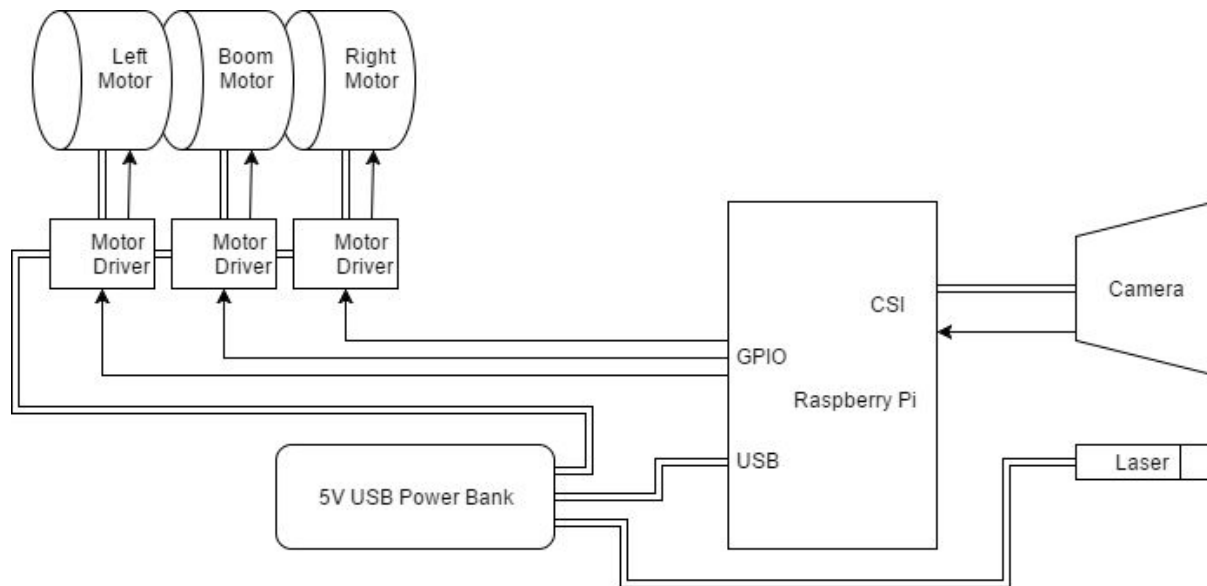 Left
Motor
Boom
Motor
Right
Motor
Motor
Driver
Motor
Driver
Motor
Driver
CSI
Camera
GPIO
Raspberry Pi
USB
Laser
5V USB Power Bank